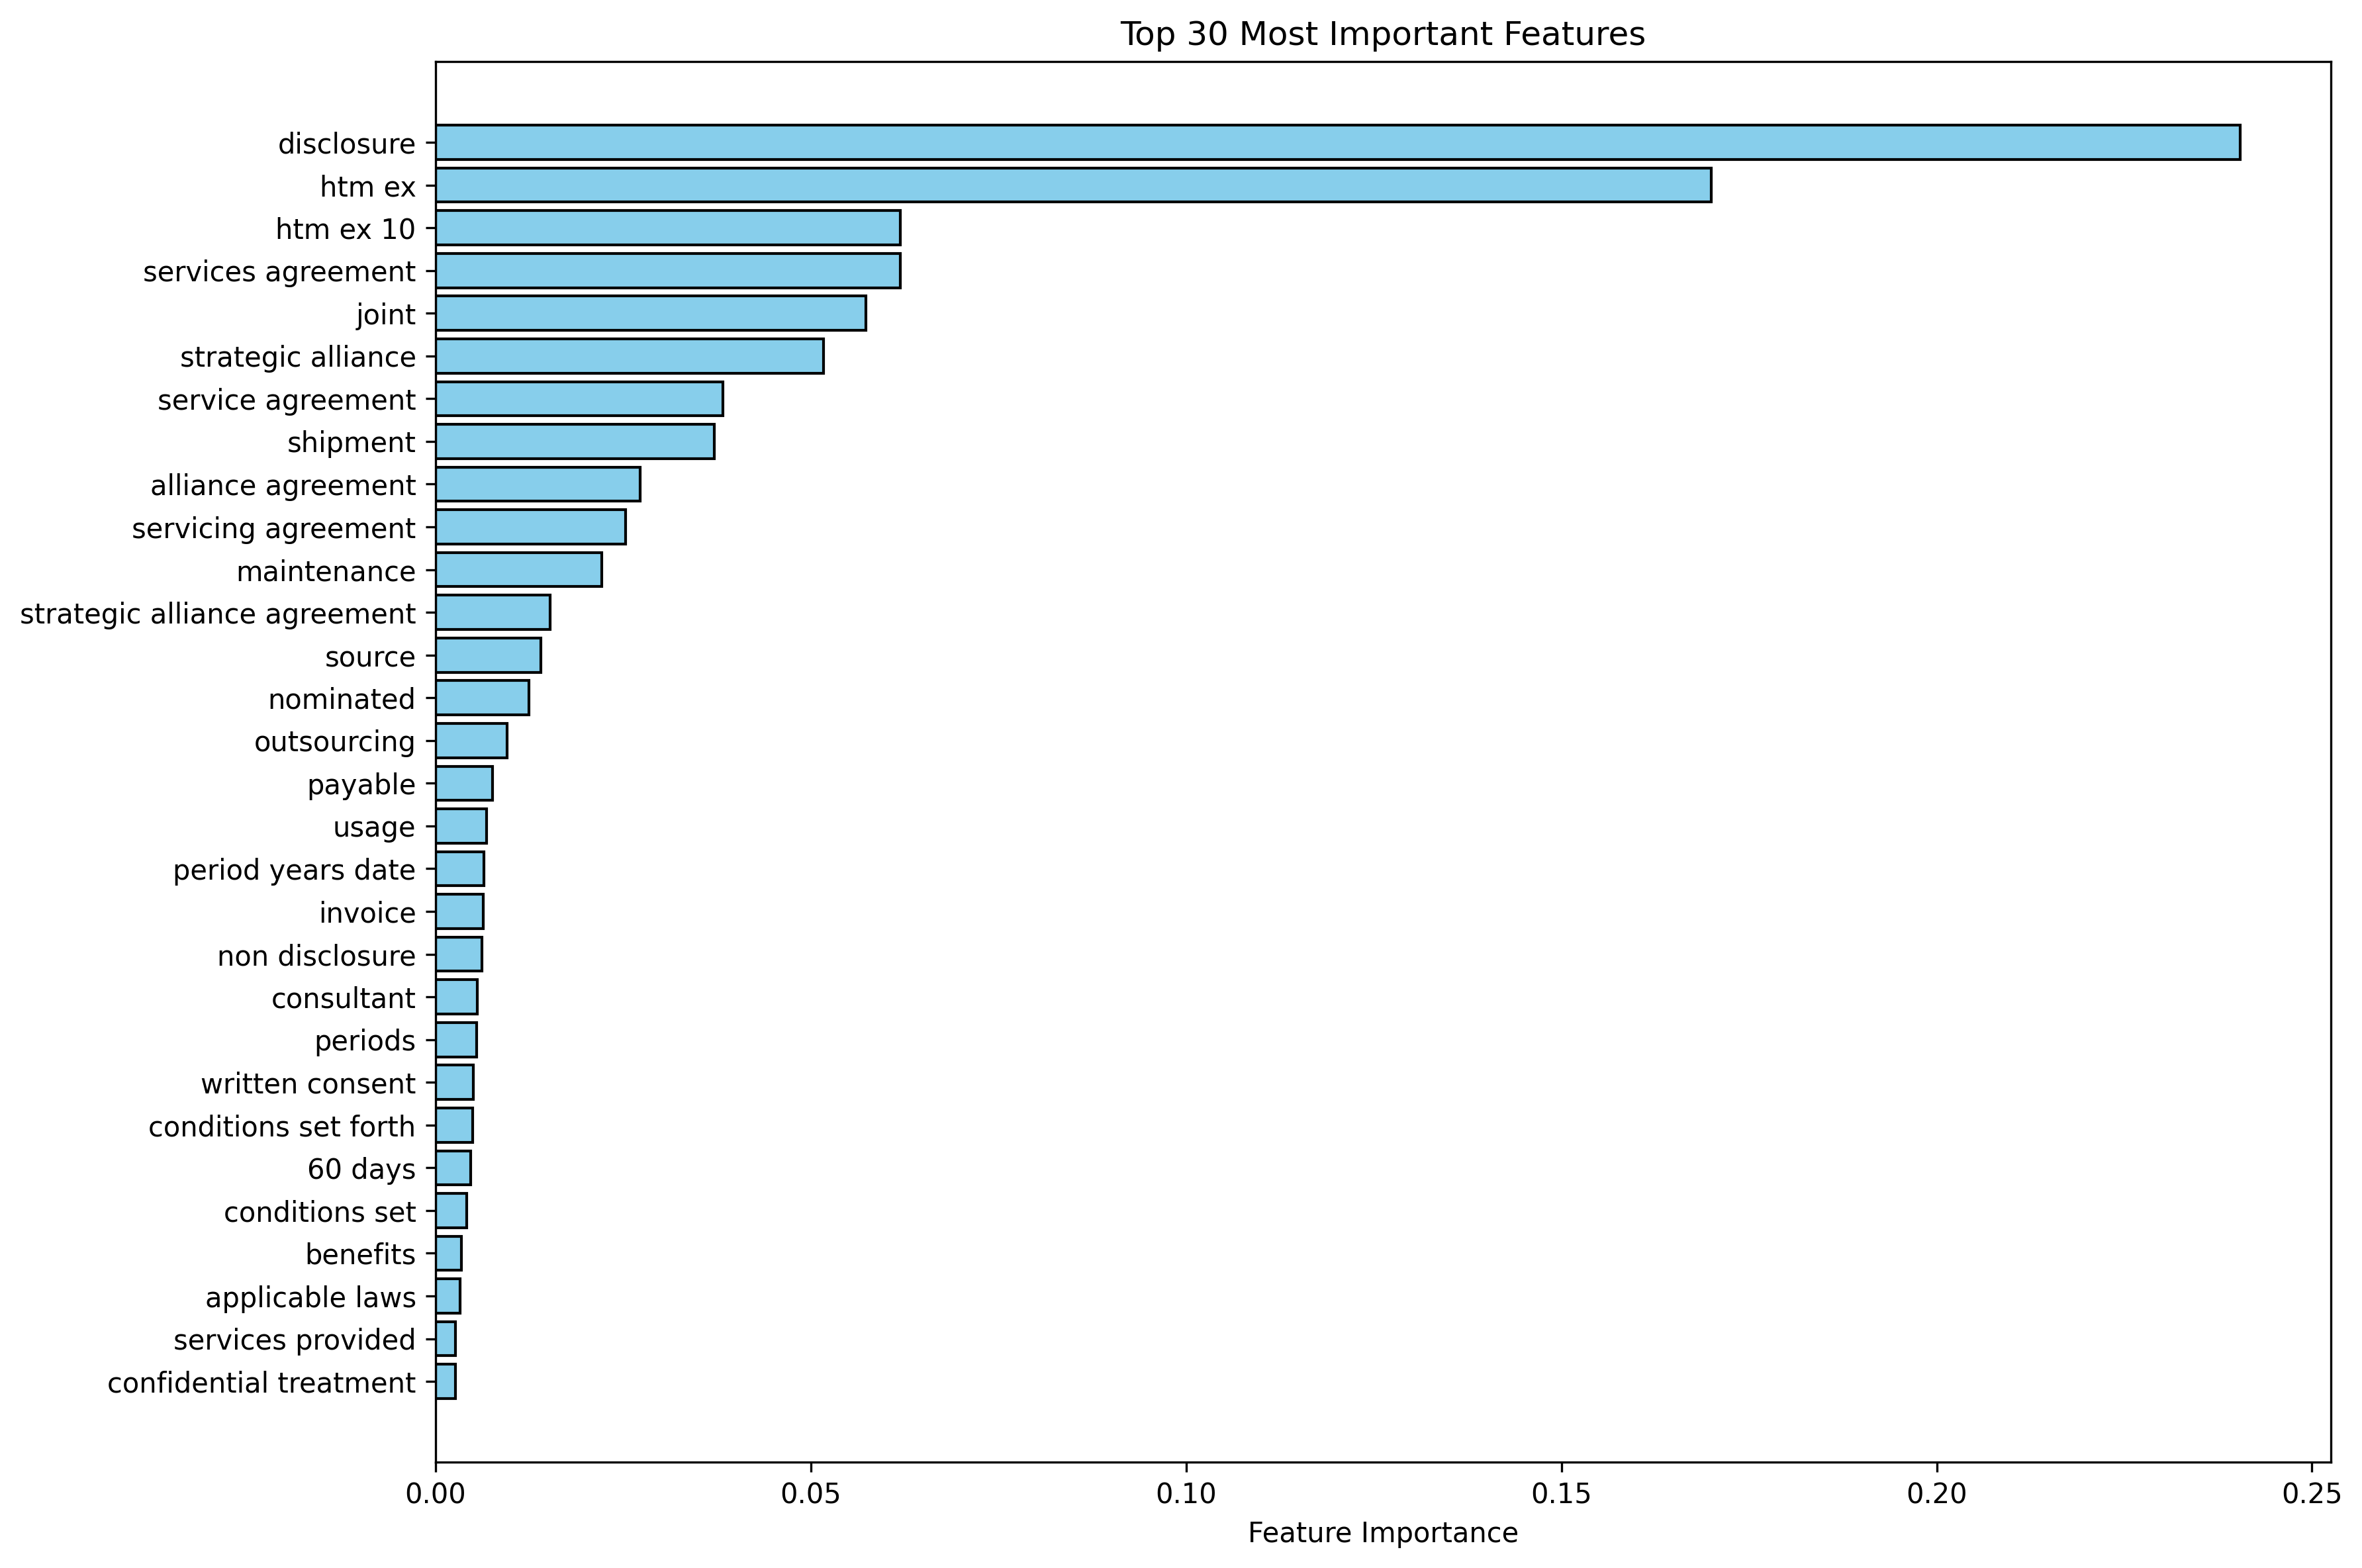 Top 30 Most Important Features
disclosure
htm ex
htm ex 10
services agreement
joint
strategic alliance
service agreement
shipment
alliance agreement
servicing agreement
maintenance
strategic alliance agreement
source
nominated
outsourcing
payable
usage
period years date
invoice
non disclosure
consultant
periods
written consent
conditions set forth
60 days
conditions set
benefits
applicable laws
services provided
confidential treatment
0.00 0.05 0.10 0.15 0.20 0.25
Feature Importance